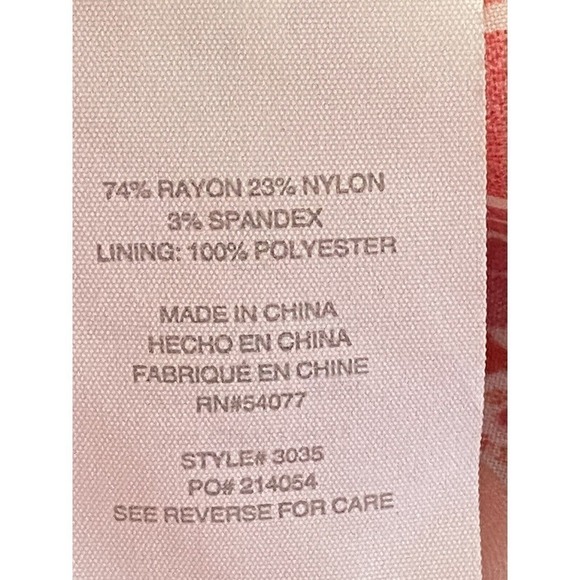 74% RAYON 23% NYLON
3% SPANDEX
LINING: 100% POLYESTER
MADE IN CHINA
HECHO EN CHINA
FABRIQUÉ EN CHINE
RN#54077
STYLE# 3035
PO# 214054
SEE REVERSE FOR CARE